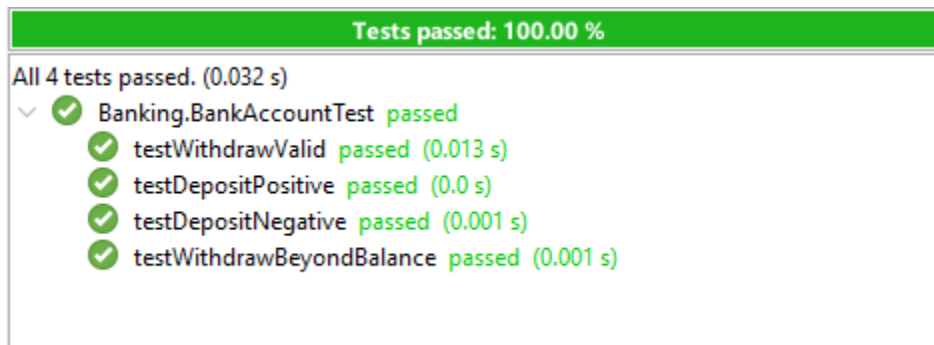 Tests passed: 100.00 %
All 4 tests passed. (0.032 s)
Banking.BankAccountTest passed
testWithdrawValid passed (0.013 s)
testDepositPositive passed (0.0 s)
testDepositNegative passed (0.001 s)
testWithdrawBeyondBalance passed (0.001 s)